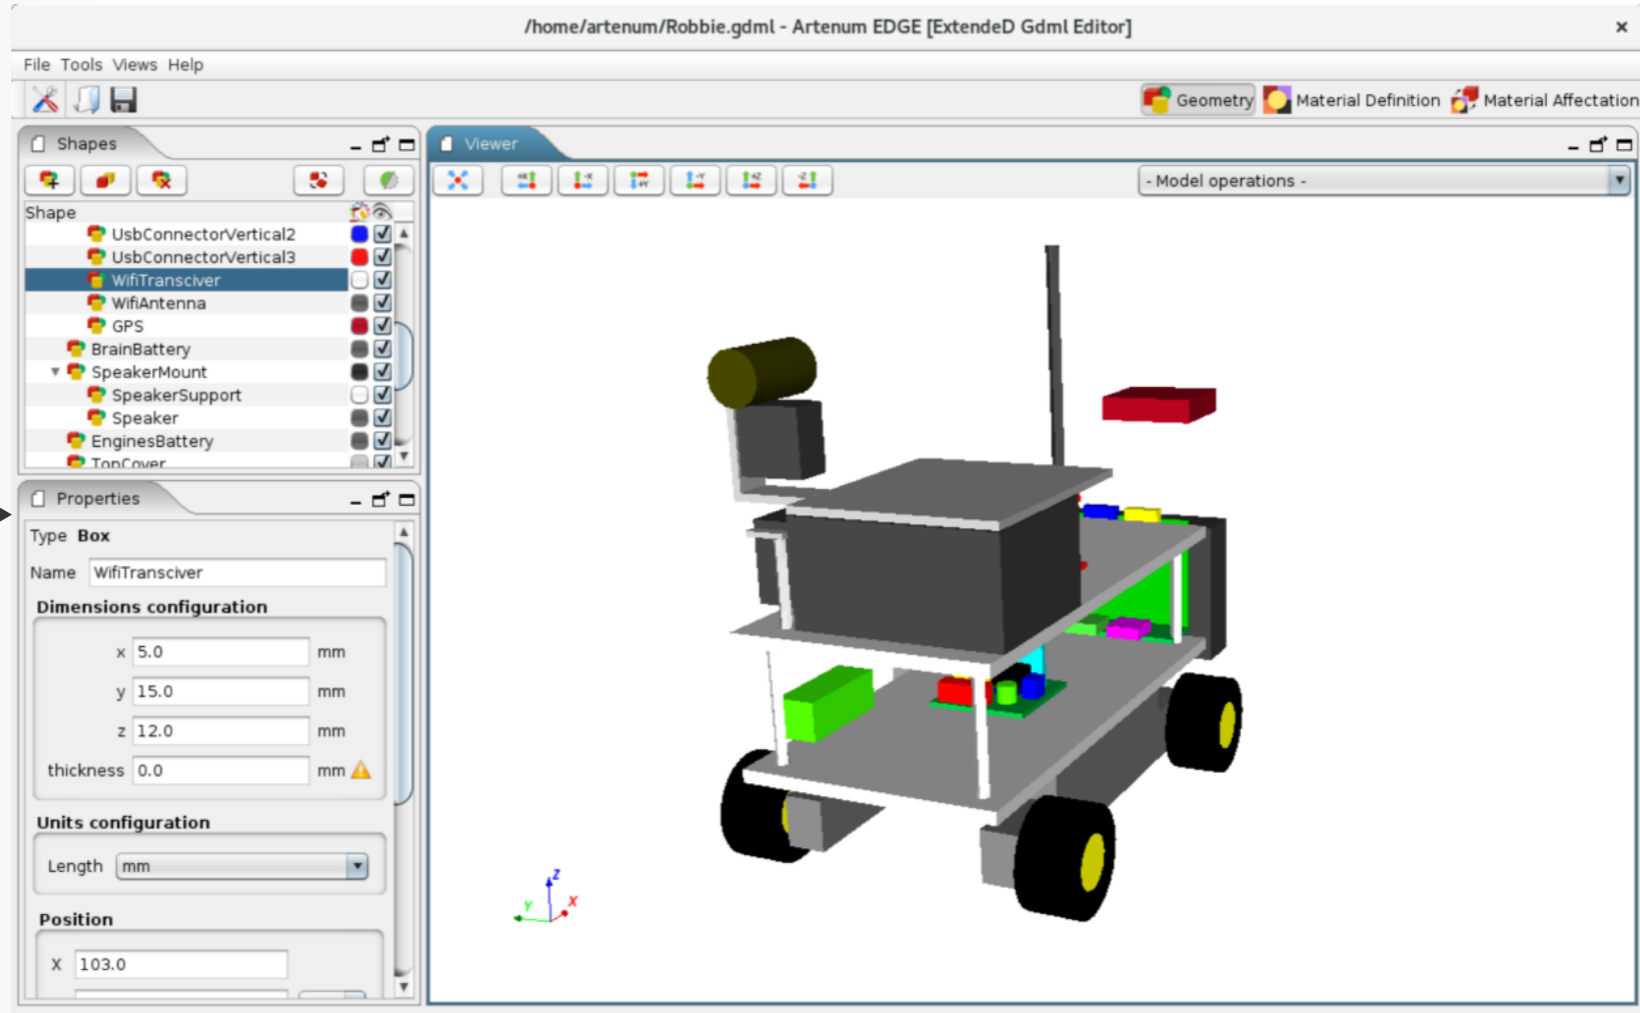 /home/artenum/Robbie.gdml - Artenum EDGE [ExtendeD Gdml Editor]
File Tools Views Help
Geometry Material Definition Material Affectation
Shapes
Shape
UsbConnectorVertical2
UsbConnectorVertical3
WifiTransciver
WifiAntenna
GPS
BrainBattery
SpeakerMount
SpeakerSupport
Speaker
EnginesBattery
TopCover
Properties
Type Box
Name WifiTransciver
Dimensions configuration
x 5.0 mm
y 15.0 mm
z 12.0 mm
thickness 0.0 mm
Units configuration
Length mm
Position
X 103.0
Viewer
+X -X +Y -Y +Z -Z
- Model operations -
Z
Y X